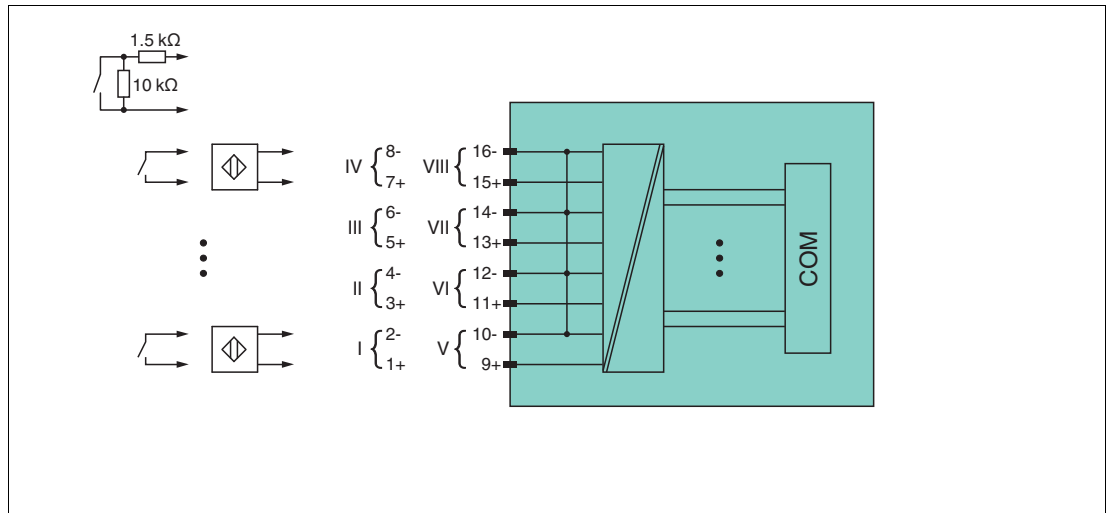 1.5 kΩ
10 kΩ
IV 8- VIII 16-
7+ 15+
III 6- VII 14-
5+ 13+
II 4- VI 12-
3+ 11+
I 2- V 10-
1+ 9+
COM